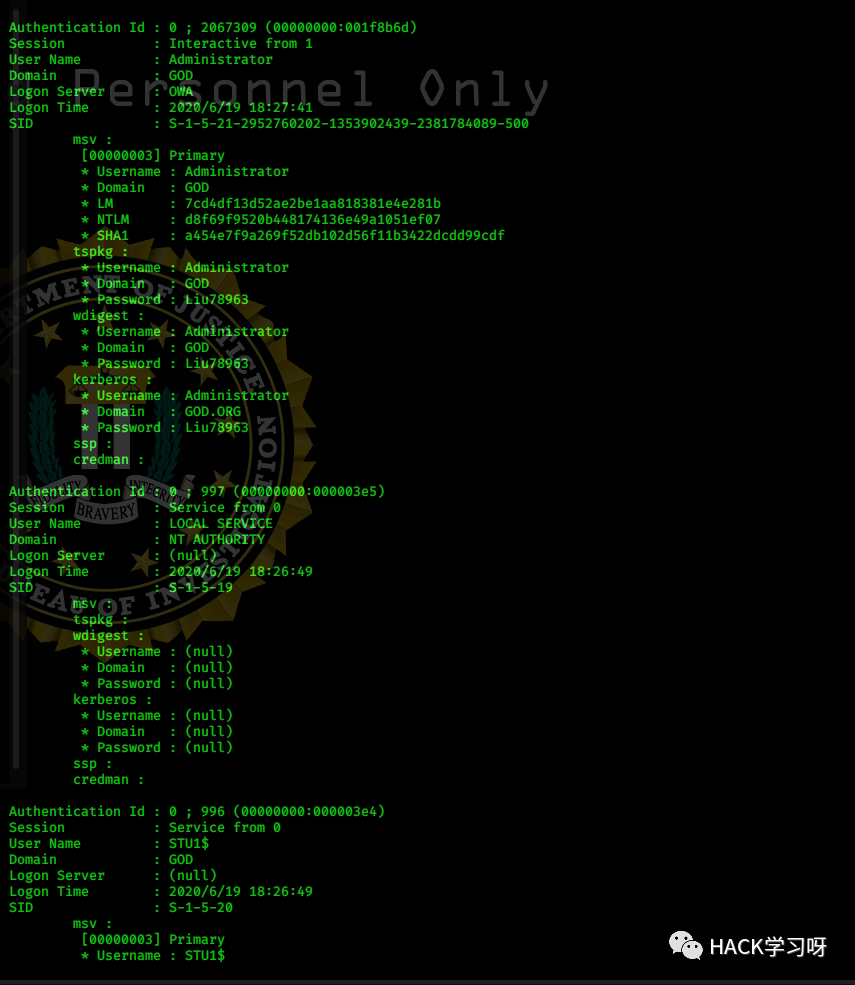 Personnel Only
Authentication Id : 0 ; 2067309 (00000000:001f8b6d)
Session           : Interactive from 1
User Name         : Administrator
Domain            : GOD
Logon Server      : OWA
Logon Time        : 2020/6/19 18:27:41
SID               : S-1-5-21-2952760202-1353902439-2381784089-500
        msv :
         [00000003] Primary
         * Username : Administrator
         * Domain   : GOD
         * LM       : 7cd4df13d52ae2be1aa818381e4e281b
         * NTLM     : d8f69f9520b448174136e49a1051ef07
         * SHA1     : a454e7f9a269f52db102d56f11b3422dcdd99cdf
        tspkg :
         * Username : Administrator
         * Domain   : GOD
         * Password : Liu78963
        wdigest :
         * Username : Administrator
         * Domain   : GOD
         * Password : Liu78963
        kerberos :
         * Username : Administrator
         * Domain   : GOD.ORG
         * Password : Liu78963
        ssp :
        credman :
Authentication Id : 0 ; 997 (00000000:000003e5)
Session           : Service from 0
User Name         : LOCAL SERVICE
Domain            : NT AUTHORITY
Logon Server      : (null)
Logon Time        : 2020/6/19 18:26:49
SID               : S-1-5-19
        msv :
        tspkg :
        wdigest :
         * Username : (null)
         * Domain   : (null)
         * Password : (null)
        kerberos :
         * Username : (null)
         * Domain   : (null)
         * Password : (null)
        ssp :
        credman :
Authentication Id : 0 ; 996 (00000000:000003e4)
Session           : Service from 0
User Name         : STU1$
Domain            : GOD
Logon Server      : (null)
Logon Time        : 2020/6/19 18:26:49
SID               : S-1-5-20
        msv :
         [00000003] Primary
         * Username : STU1$
OF JUSTICE
BRAVERY
INTEGRITY
OF
HACK学习呀